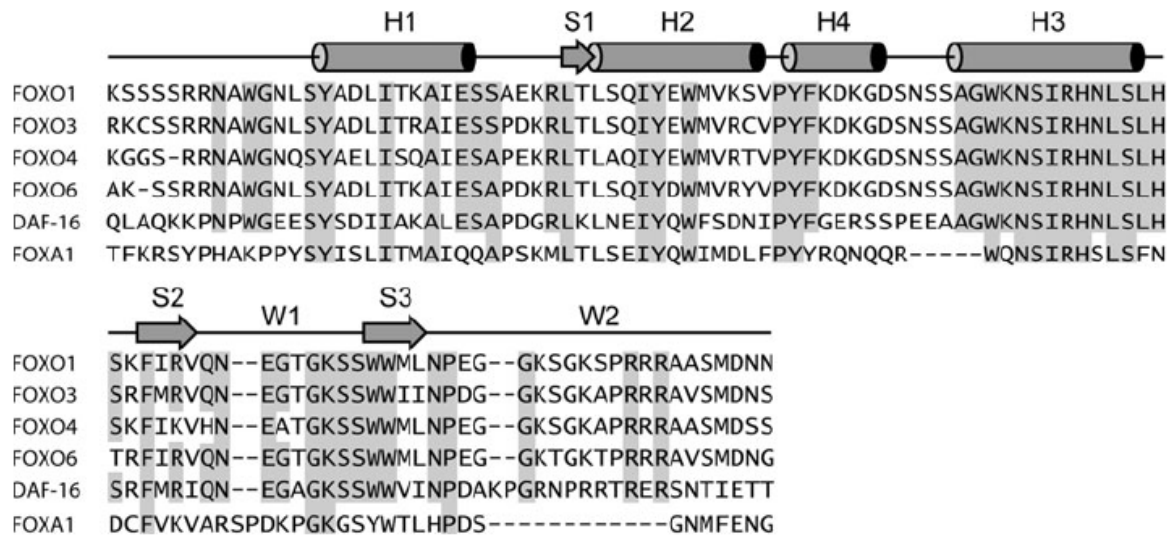 H1 S1 H2 H4 H3
FOXO1 KSSSSRRNAWGNLSYADLITKAIESSAEKRLTLSQIYEWMVKSVPYFKDKGDSNSSAGWKNSIRHNLSLH
FOXO3 RKCSSRRNAWGNLSYADLITRAIESSPDKRLTLSQIYEWMVRCVPYFKDKGDSNSSAGWKNSIRHNLSLH
FOXO4 KGGS-RRNAWGNQSYAELISQAIESAPEKRLTLAQIYEWMVRTVPYFKDKGDSNSSAGWKNSIRHNLSLH
FOXO6 AK-SSRRNAWGNLSYADLITKAIESAPDKRLTLSQIYDWMVRYVPYFKDKGDSNSSAGWKNSIRHNLSLH
DAF-16 QLAQKKPNPWGEESYSDIIAKALESAPDGRLKLNEIYQWFSDNIPYFGERSSPEEAAGWKNSIRHNLSLH
FOXA1 TFKRSYPHAKPPYSYISLITMAIQQAPSKMLTLSEIYQWIMDLFPYYRQNQQR-----WQNSIRHSLSFN
S2 W1 S3 W2
FOXO1 SKFIRVQN--EGTGKSSWWMLNPEG--GKSGKSPRRRAASMDNN
FOXO3 SRFMRVQN--EGTGKSSWWIINPDG--GKSGKAPRRRAVSMDNS
FOXO4 SKFIKVHN--EATGKSSWWMLNPEG--GKSGKAPRRRAASMDSS
FOXO6 TRFIRVQN--EGTGKSSWWMLNPEG--GKTGKTPRRRAVSMDNG
DAF-16 SRFMRIQN--EGAGKSSWWVINPDAKPGRNPRRTRERSNTIETT
FOXA1 DCFVKVARSPDKPGKGSYWTLHPDS-------------GNMFENG